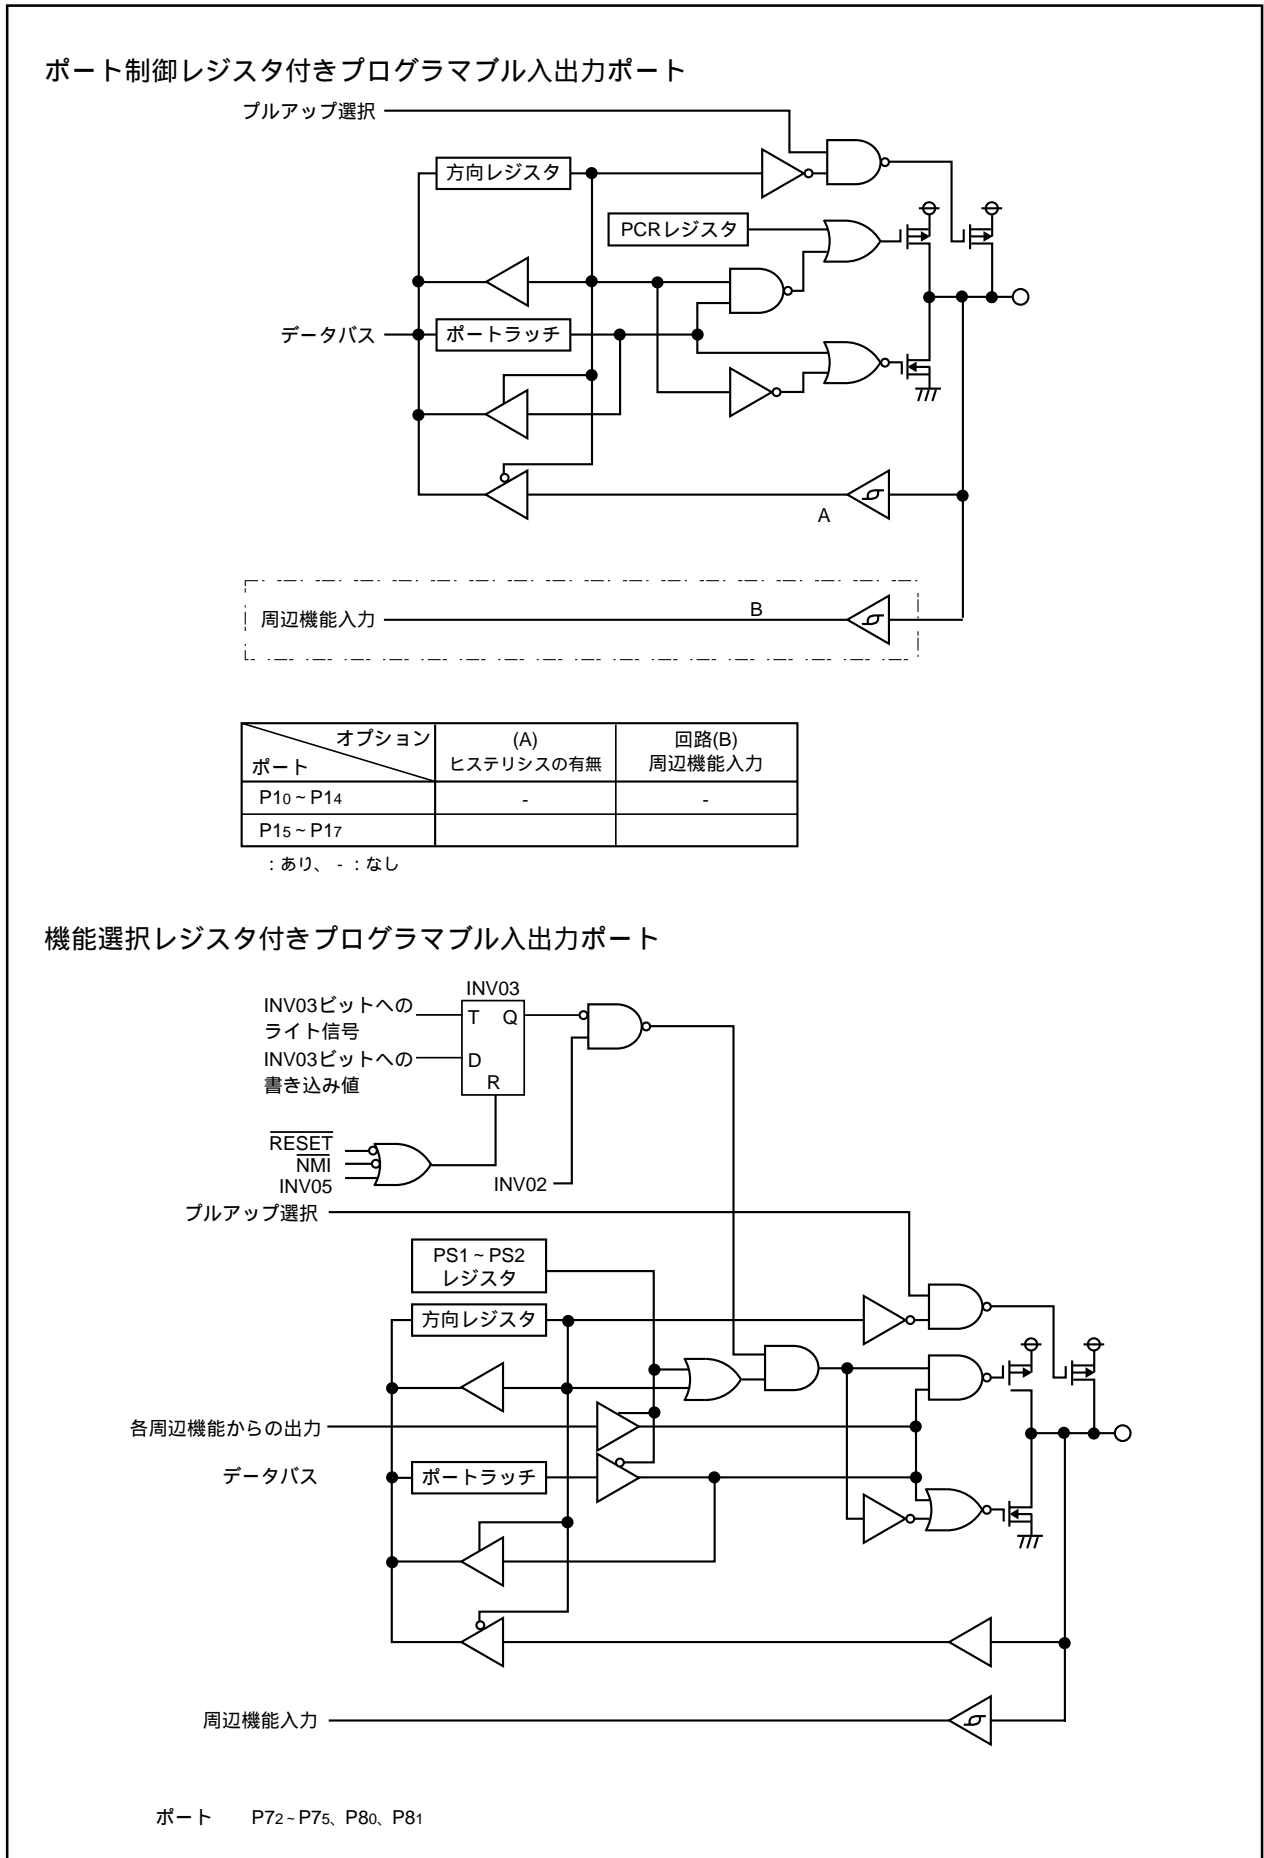 ポート制御レジスタ付きプログラマブル入出力ポート
プルアップ選択
方向レジスタ
PCRレジスタ
データバス
ポートラッチ
A
周辺機能入力
B
オプション
ポート
(A)
ヒステリシスの有無
回路(B)
周辺機能入力
P10~P14
-
-
P15~P17
:あり、 - :なし
機能選択レジスタ付きプログラマブル入出力ポート
INV03ビットへの
ライト信号
INV03ビットへの
書き込み値
INV03
T Q
D
R
RESET
NMI
INV05
INV02
プルアップ選択
PS1~PS2
レジスタ
方向レジスタ
各周辺機能からの出力
データバス
ポートラッチ
周辺機能入力
ポート P72~P75、P80、P81